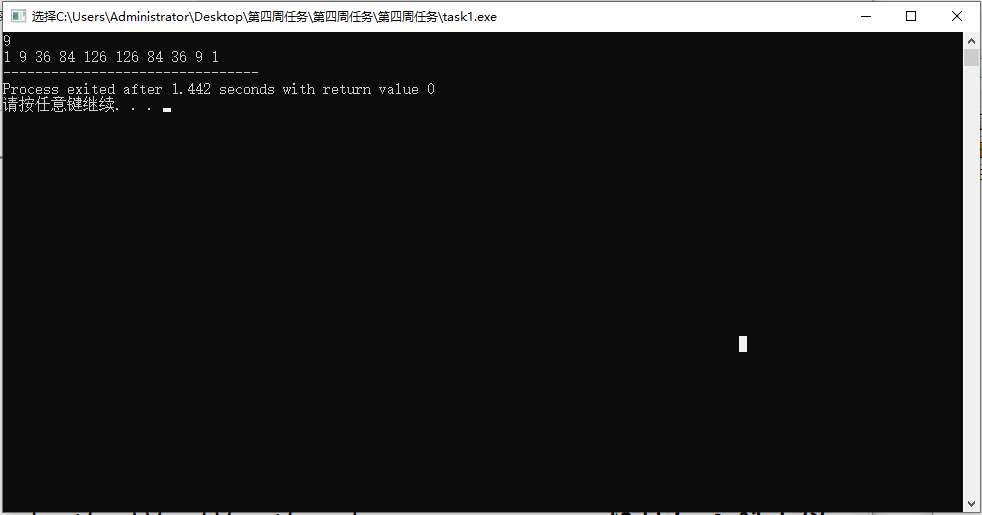 选择C:\Users\Administrator\Desktop\第四周任务\第四周任务\第四周任务\task1.exe
9
1 9 36 84 126 126 84 36 9 1
--------------------------------
Process exited after 1.442 seconds with return value 0
请按任意键继续. . .